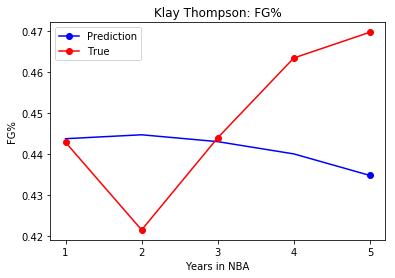 Klay Thompson: FG%
Prediction
True
0.47
0.46
0.45
0.44
0.43
0.42
FG%
1
2
3
4
5
Years in NBA